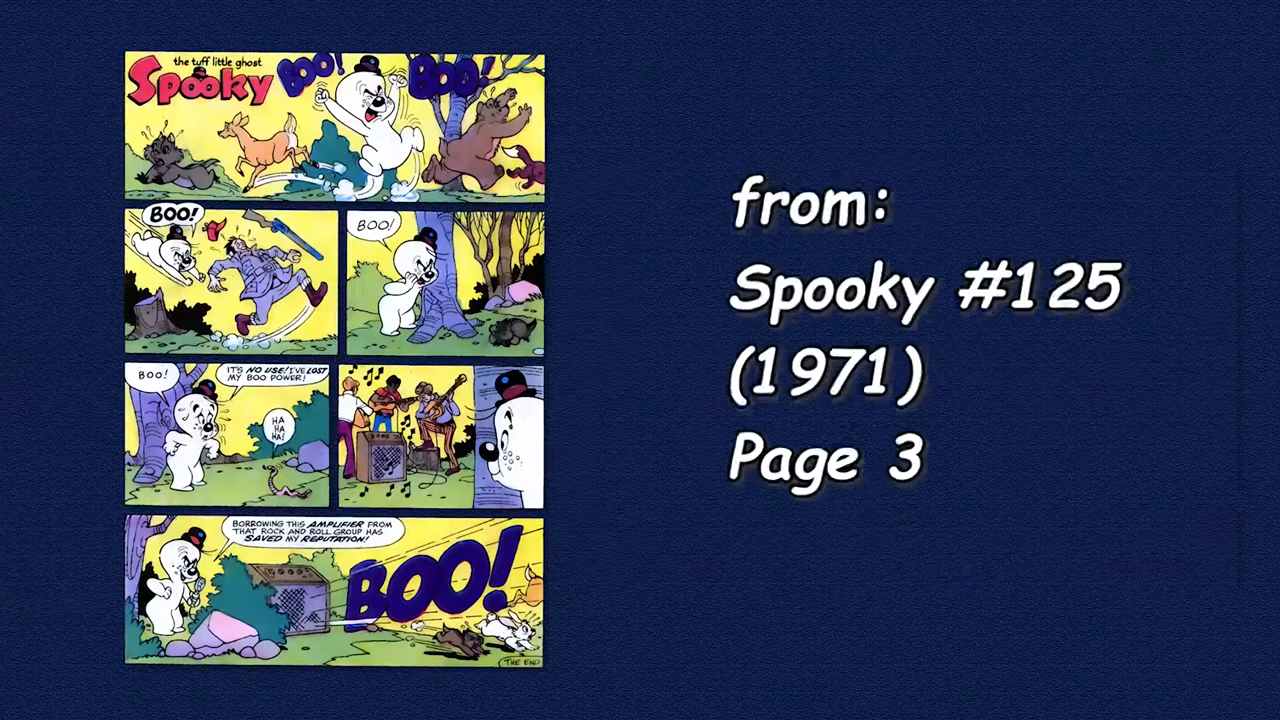 the tuff little ghost
Spooky
BOO!
BOO!
BOO!
BOO!
BOO!
IT'S NO USE! I'VE LOST
MY BOO POWER!
HA
HA
HA!
BORROWING THIS AMPLIFIER FROM
THAT ROCK AND ROLL GROUP HAS
SAVED MY REPUTATION!
BOO!
THE END
from:
Spooky #125
(1971)
Page 3